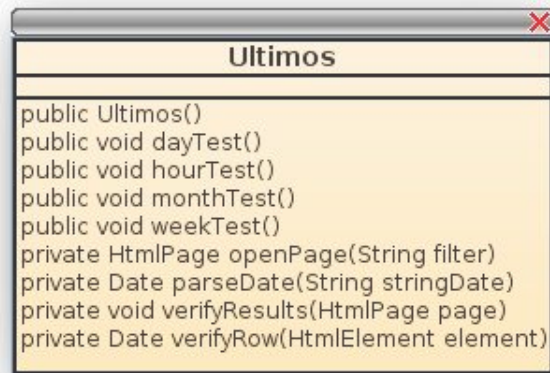 Ultimos
public Ultimos()
public void dayTest()
public void hourTest()
public void monthTest()
public void weekTest()
private HtmlPage openPage(String filter)
private Date parseDate(String stringDate)
private void verifyResults(HtmlPage page)
private Date verifyRow(HtmlElement element)